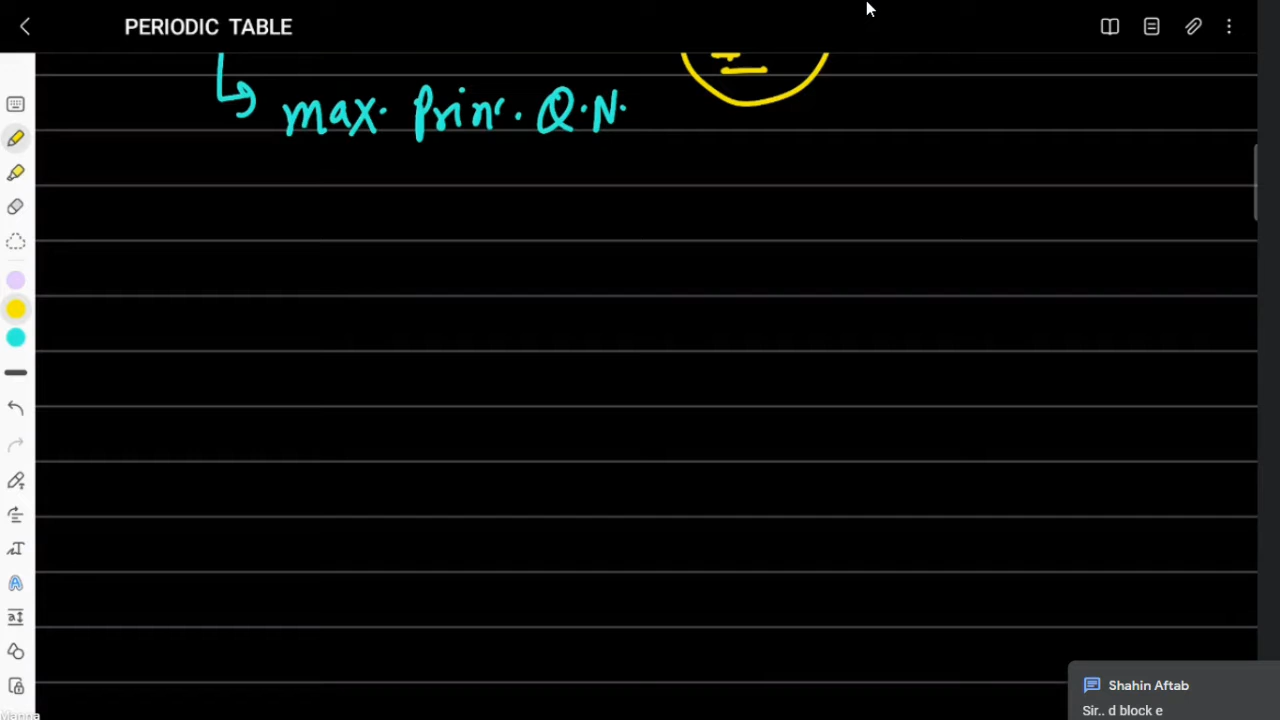 PERIODIC TABLE
max. Prin. Q.N.
Shahin Aftab
Sir.. d block e